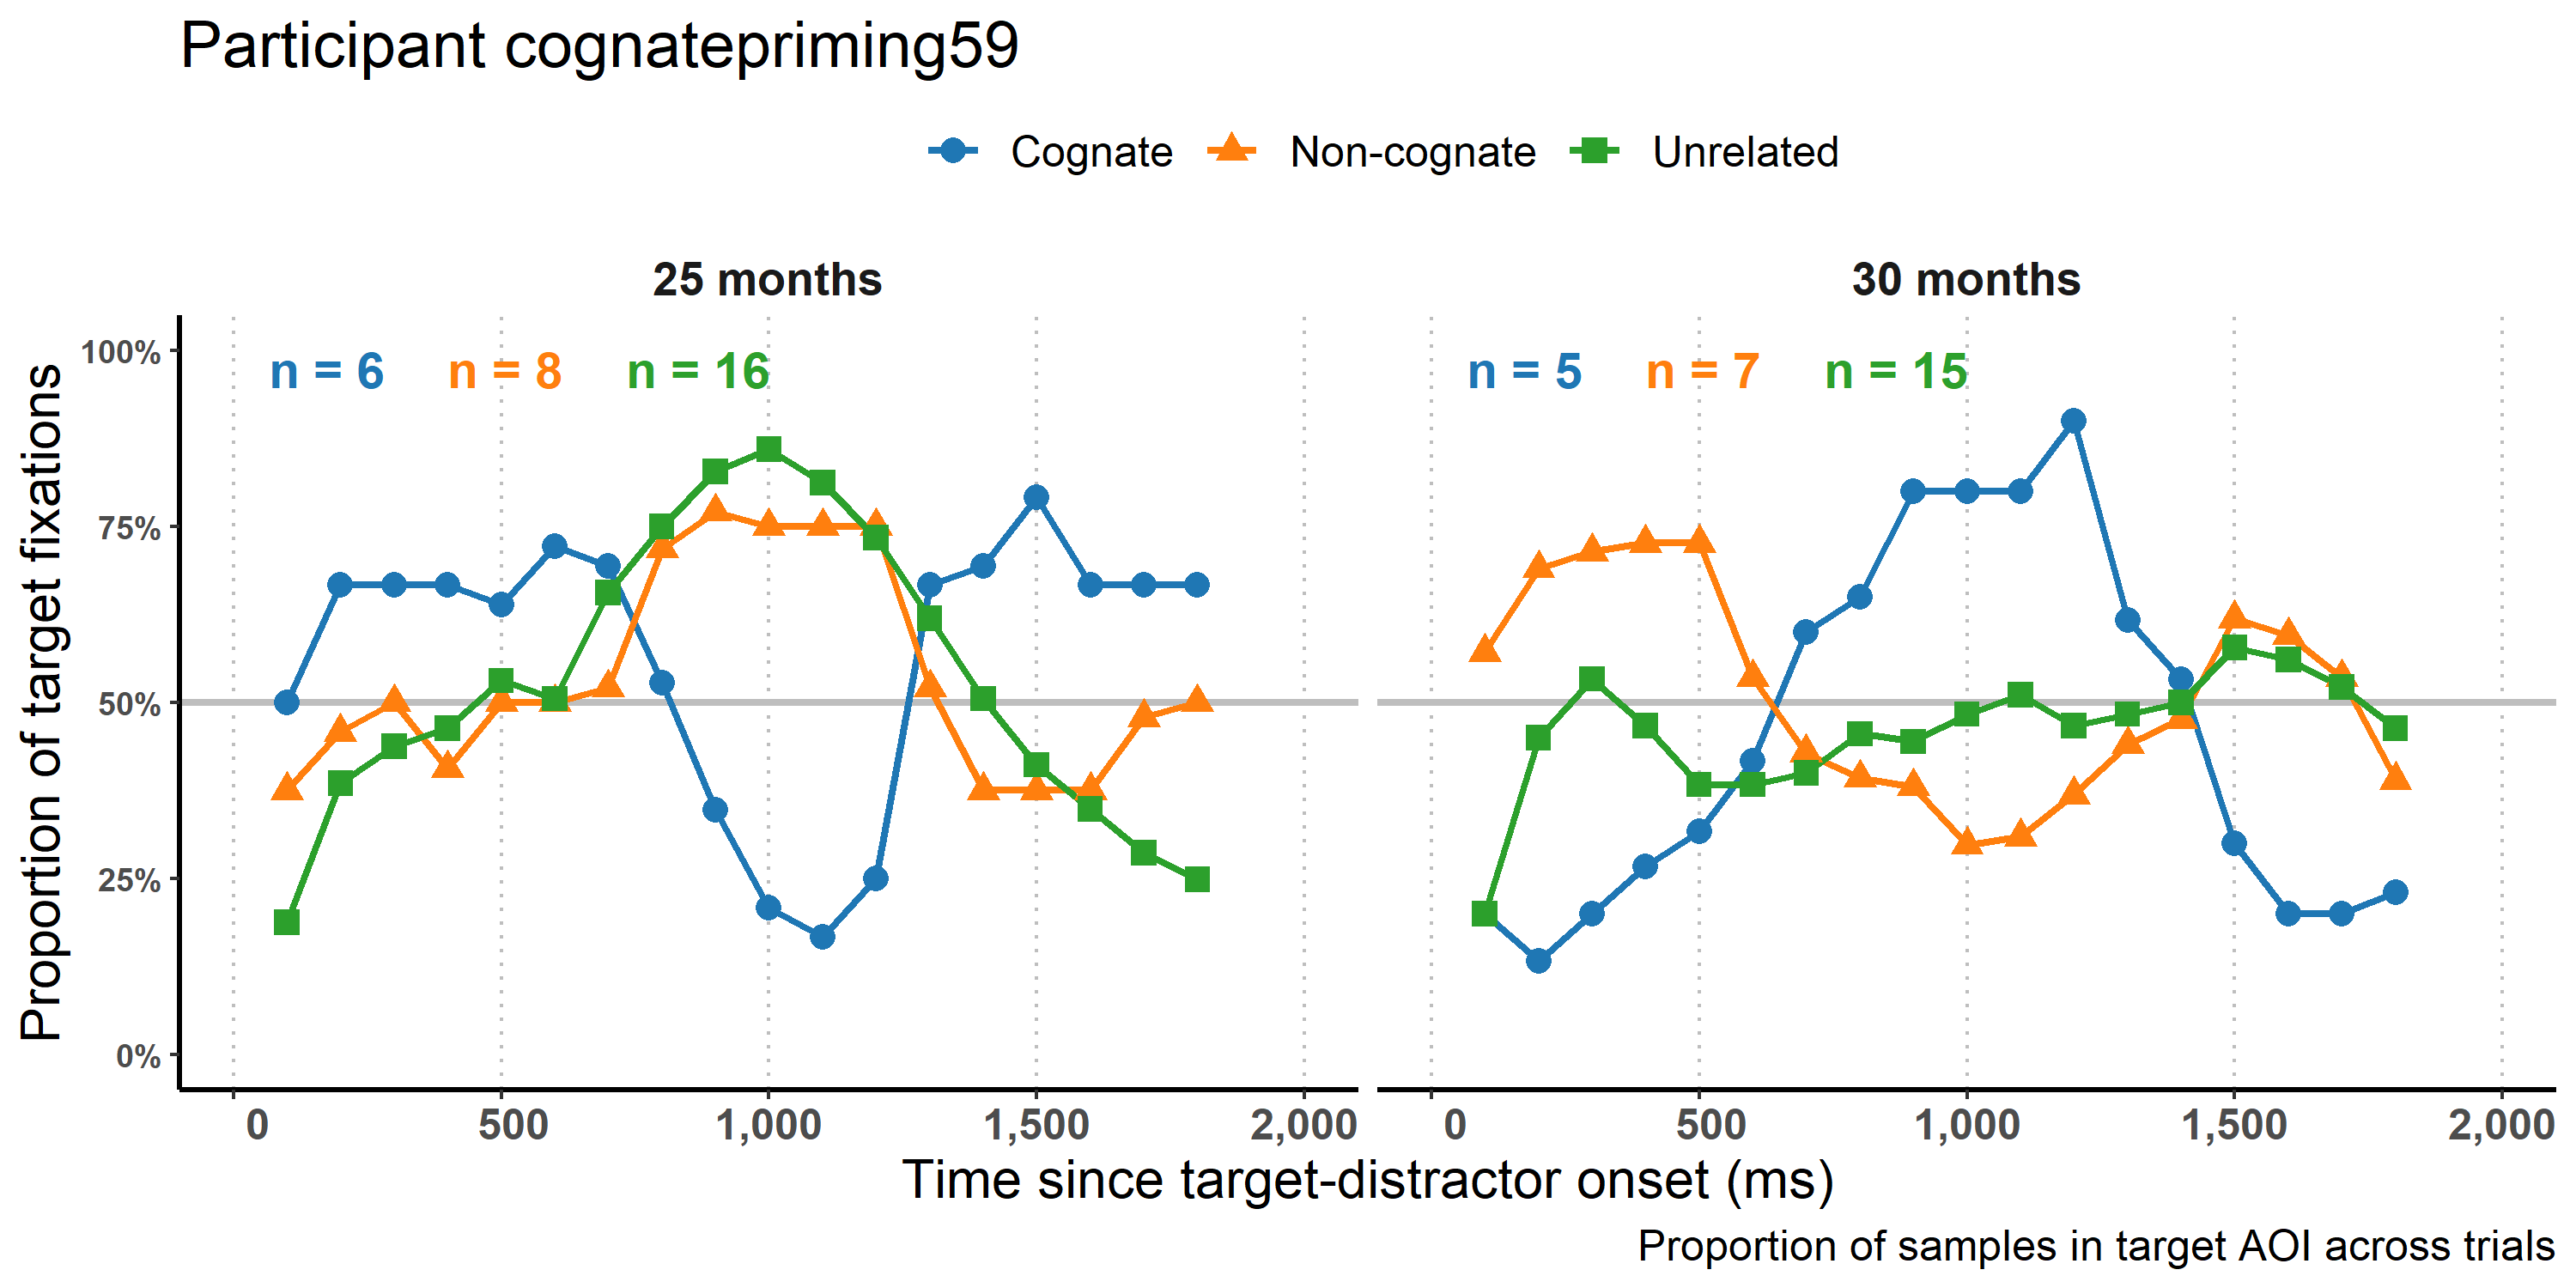 Participant cognatepriming59
Cognate Non-cognate Unrelated
25 months 30 months
100%
n = 6 n = 8 n = 16 n = 5 n = 7 n = 15
75%
50%
25%
0%
Proportion of target fixations
0 500 1,000 1,500 2,000 0 500 1,000 1,500 2,000
Time since target-distractor onset (ms)
Proportion of samples in target AOI across trials